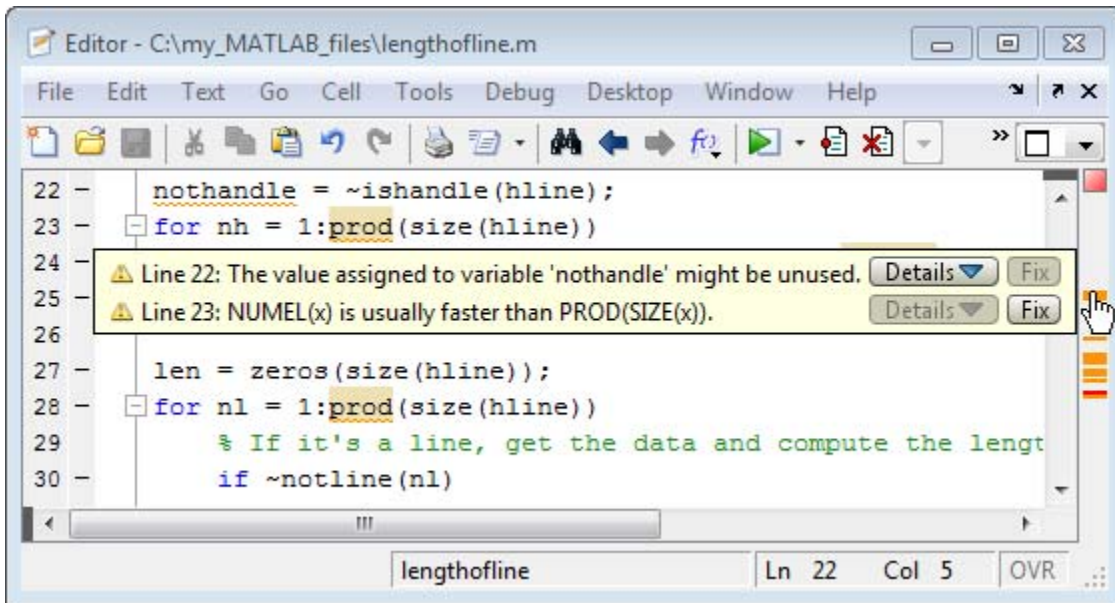 Editor - C:\my_MATLAB_files\lengthofline.m
File Edit Text Go Cell Tools Debug Desktop Window Help
22 – nothandle = ~ishandle(hline);
23 – for nh = 1:prod(size(hline))
24 –
Line 22: The value assigned to variable 'nothandle' might be unused. Details Fix
25 –
Line 23: NUMEL(x) is usually faster than PROD(SIZE(x)). Details Fix
26
27 – len = zeros(size(hline));
28 – for nl = 1:prod(size(hline))
29 % If it's a line, get the data and compute the lengt
30 – if ~notline(nl)
lengthofline Ln 22 Col 5 OVR